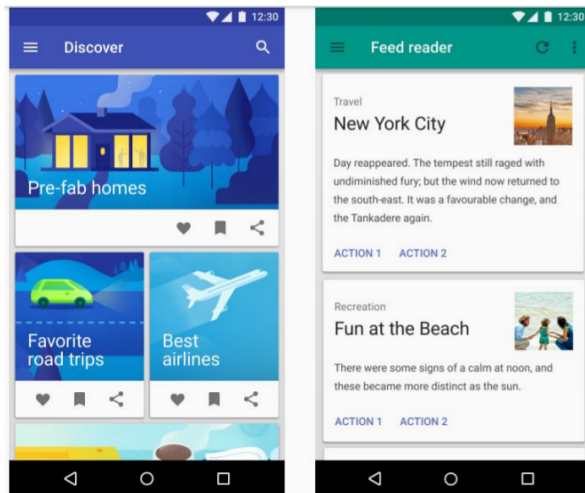 12:30
Discover
Pre-fab homes
Favorite
road trips
Best
airlines
12:30
Feed reader
Travel
New York City
Day reappeared. The tempest still raged with
undiminished fury; but the wind now returned to
the south-east. It was a favourable change, and
the Tankadere again.
ACTION 1 ACTION 2
Recreation
Fun at the Beach
There were some signs of a calm at noon, and
these became more distinct as the sun.
ACTION 1 ACTION 2